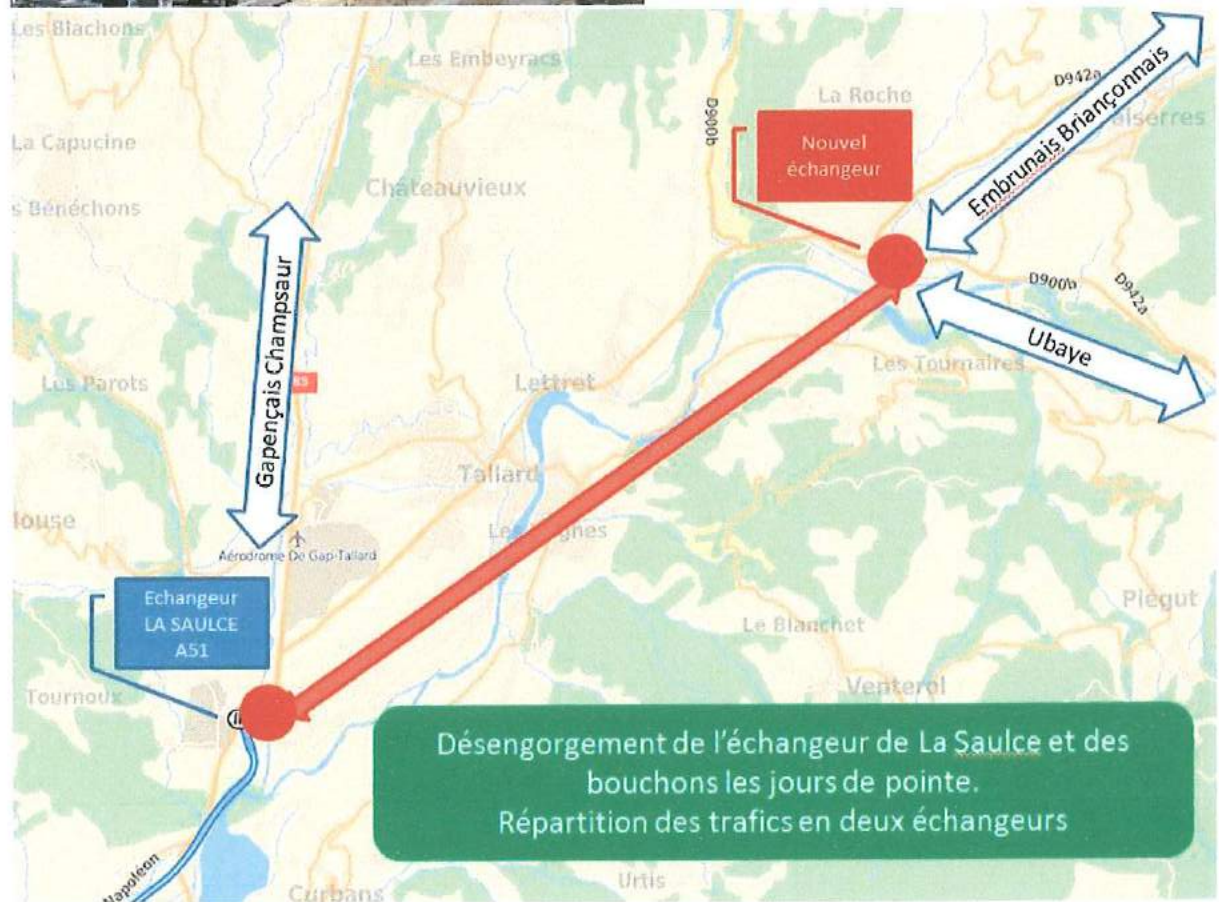 Les Blachons
Les Embeyracs
D942a
La Roche
D900b
Nouvel
échangeur
Embrunais Briançonnais
La Capucine
Châteauvieux
s Bénéchons
Gapençais Champsaur
D900b
D942a
Ubaye
Les Tournaires
Les Parots
85
Lettret
Tallard
Aérodrome De Gap-Tallard
Echangeur
LA SAULCE
A51
Le Blanchet
Piégut
Tournoux
Venterol
Désengorgement de l'échangeur de La Saulce et des
bouchons les jours de pointe.
Répartition des trafics en deux échangeurs
Napoléon
Curbans
Urtis